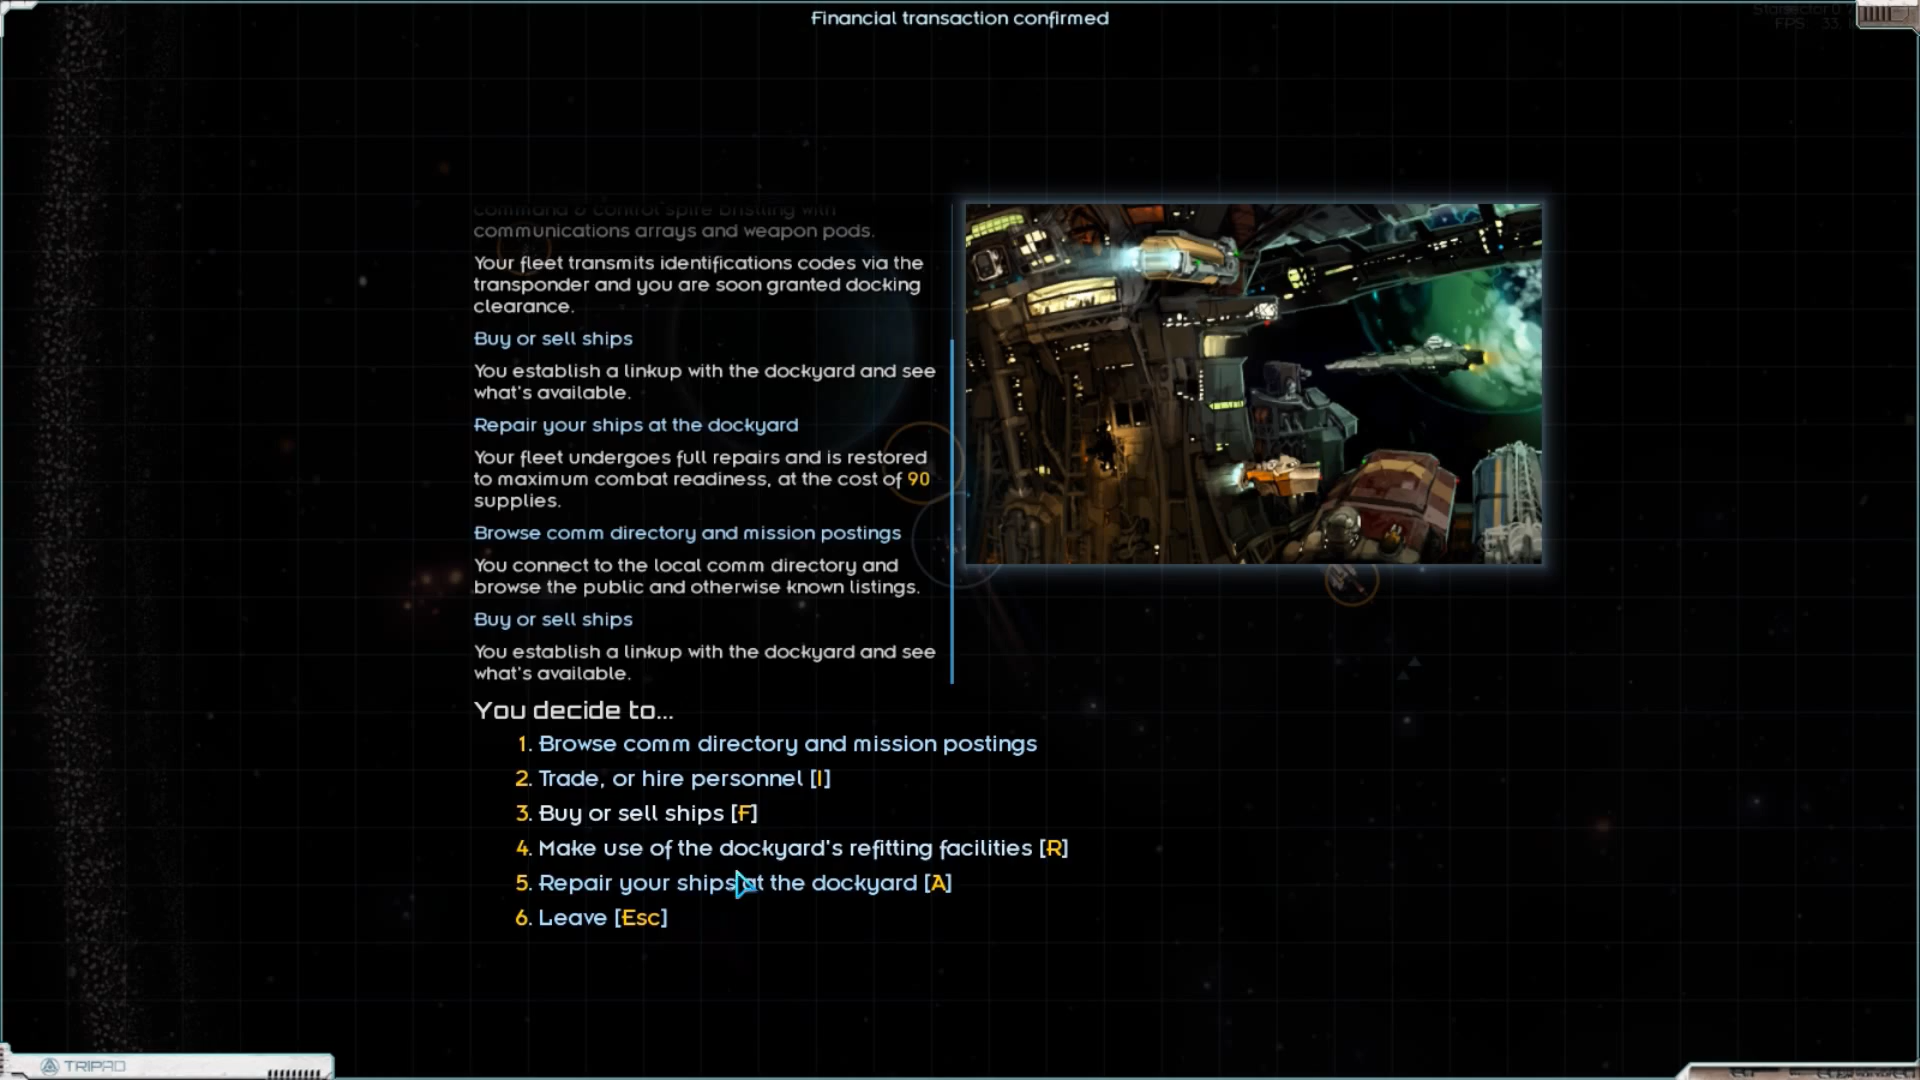 Financial transaction confirmed
command & control spire bristling with
communications arrays and weapon pods.
Your fleet transmits identifications codes via the
transponder and you are soon granted docking
clearance.
Buy or sell ships
You establish a linkup with the dockyard and see
what's available.
Repair your ships at the dockyard
Your fleet undergoes full repairs and is restored
to maximum combat readiness, at the cost of 90
supplies.
Browse comm directory and mission postings
You connect to the local comm directory and
browse the public and otherwise known listings.
Buy or sell ships
You establish a linkup with the dockyard and see
what's available.
You decide to...
1. Browse comm directory and mission postings
2. Trade, or hire personnel [I]
3. Buy or sell ships [F]
4. Make use of the dockyard's refitting facilities [R]
5. Repair your ships at the dockyard [A]
6. Leave [Esc]
TRIPAD